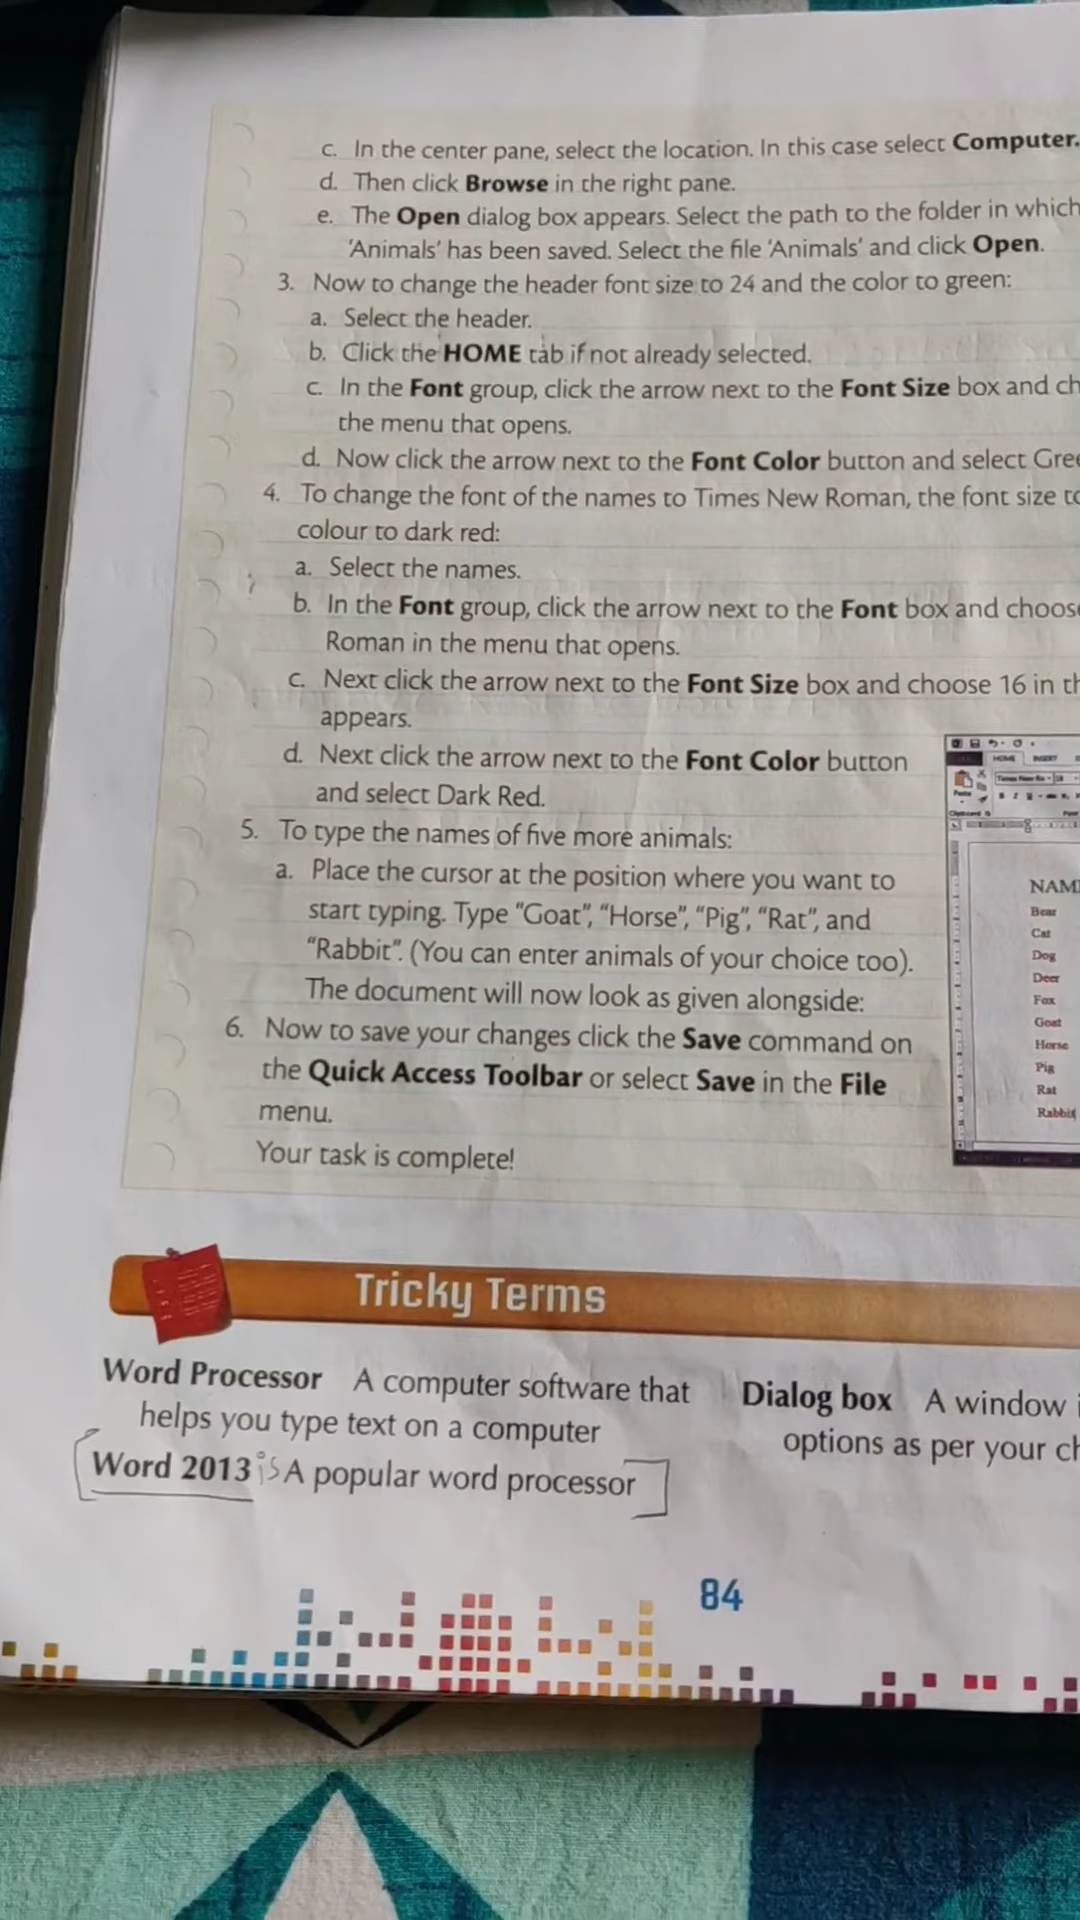 c. In the center pane, select the location. In this case select Computer.
d. Then click Browse in the right pane.
e. The Open dialog box appears. Select the path to the folder in which
'Animals' has been saved. Select the file 'Animals' and click Open.
3. Now to change the header font size to 24 and the color to green:
a. Select the header.
b. Click the HOME tab if not already selected.
c. In the Font group, click the arrow next to the Font Size box and ch
the menu that opens.
d. Now click the arrow next to the Font Color button and select Gree
4. To change the font of the names to Times New Roman, the font size to
colour to dark red:
a. Select the names.
b. In the Font group, click the arrow next to the Font box and choose
Roman in the menu that opens.
c. Next click the arrow next to the Font Size box and choose 16 in th
appears.
d. Next click the arrow next to the Font Color button
and select Dark Red.
5. To type the names of five more animals:
a. Place the cursor at the position where you want to
start typing. Type "Goat", "Horse", "Pig", "Rat", and
"Rabbit". (You can enter animals of your choice too).
The document will now look as given alongside:
6. Now to save your changes click the Save command on
the Quick Access Toolbar or select Save in the File
menu.
Your task is complete!
HOME INSERT
Paste
Clipboard
NAM
Bear
Cat
Dog
Deer
Fox
Goat
Horse
Pig
Rat
Rabbit
Tricky Terms
Word Processor A computer software that
helps you type text on a computer
Word 2013 is A popular word processor
Dialog box A window
options as per your ch
84